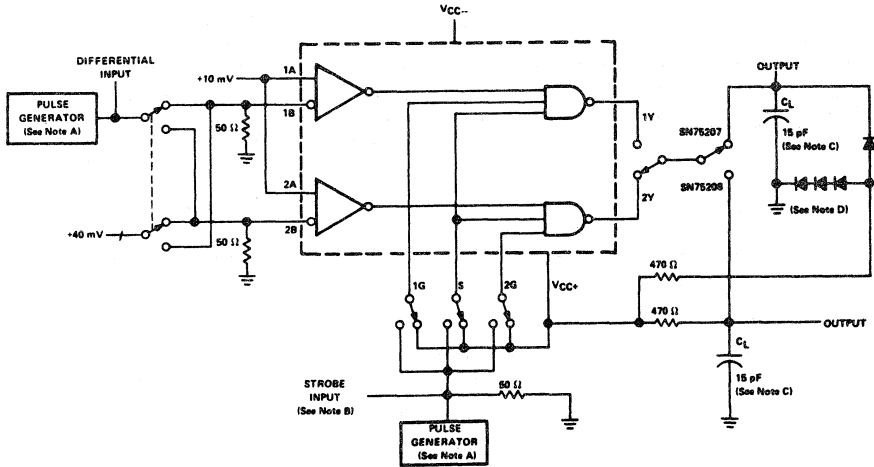 VCC−
DIFFERENTIAL
INPUT
PULSE
GENERATOR
(See Note A)
+10 mV
1A
1B
50 Ω
2A
2B
50 Ω
+40 mV
1Y
2Y
SN75207
SN75208
OUTPUT
CL
15 pF
(See Note C)
(See Note D)
1G
S
2G
VCC+
470 Ω
470 Ω
OUTPUT
CL
15 pF
(See Note C)
STROBE
INPUT
(See Note B)
50 Ω
PULSE
GENERATOR
(See Note A)